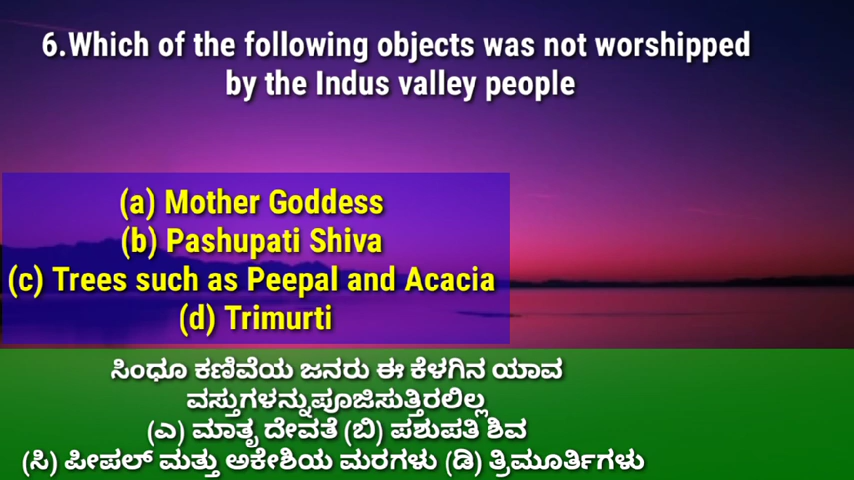 6.Which of the following objects was not worshipped
by the Indus valley people
(a) Mother Goddess
(b) Pashupati Shiva
(c) Trees such as Peepal and Acacia
(d) Trimurti
ಸಿಂಧೂ ಕಣಿವೆಯ ಜನರು ಈ ಕೆಳಗಿನ ಯಾವ
ವಸ್ತುಗಳನ್ನುಪೂಜಿಸುತ್ತಿರಲಿಲ್ಲ
(ಎ) ಮಾತೃ ದೇವತೆ (ಬಿ) ಪಶುಪತಿ ಶಿವ
(ಸಿ) ಪೀಪಲ್ ಮತ್ತು ಅಕೇಶಿಯ ಮರಗಳು (ಡಿ) ತ್ರಿಮೂರ್ತಿಗಳು